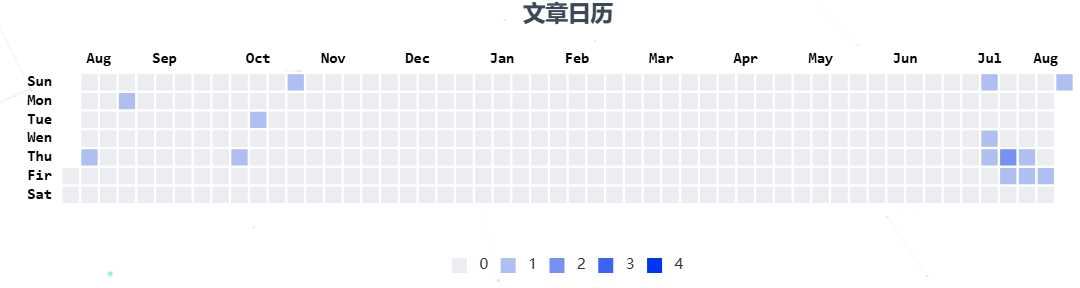 文章日历
Aug Sep Oct Nov Dec Jan Feb Mar Apr May Jun Jul Aug
Sun
Mon
Tue
Wen
Thu
Fir
Sat
0 1 2 3 4